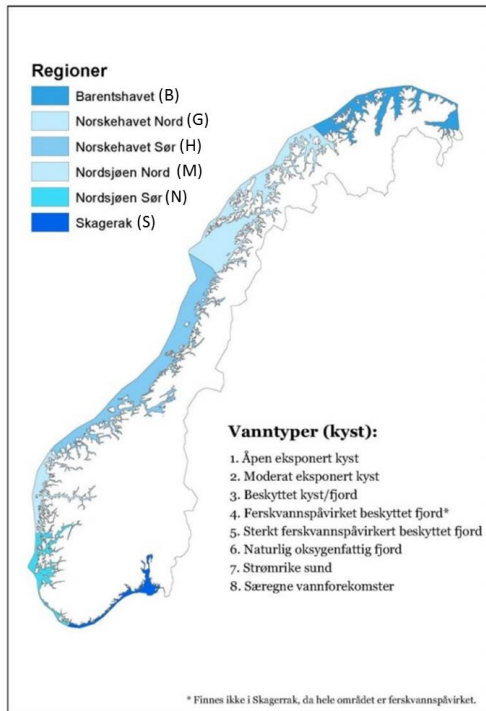 Regioner
Barentshavet (B)
Norskehavet Nord (G)
Norskehavet Sør (H)
Nordsjøen Nord (M)
Nordsjøen Sør (N)
Skagerak (S)
Vanntyper (kyst):
1. Åpen eksponert kyst
2. Moderat eksponert kyst
3. Beskyttet kyst/fjord
4. Ferskvannspåvirket beskyttet fjord*
5. Sterkt ferskvannspåvirkert beskyttet fjord
6. Naturlig oksygenfattig fjord
7. Strømrike sund
8. Særegne vannforekomster
* Finnes ikke i Skagerrak, da hele området er ferskvannspåvirket.